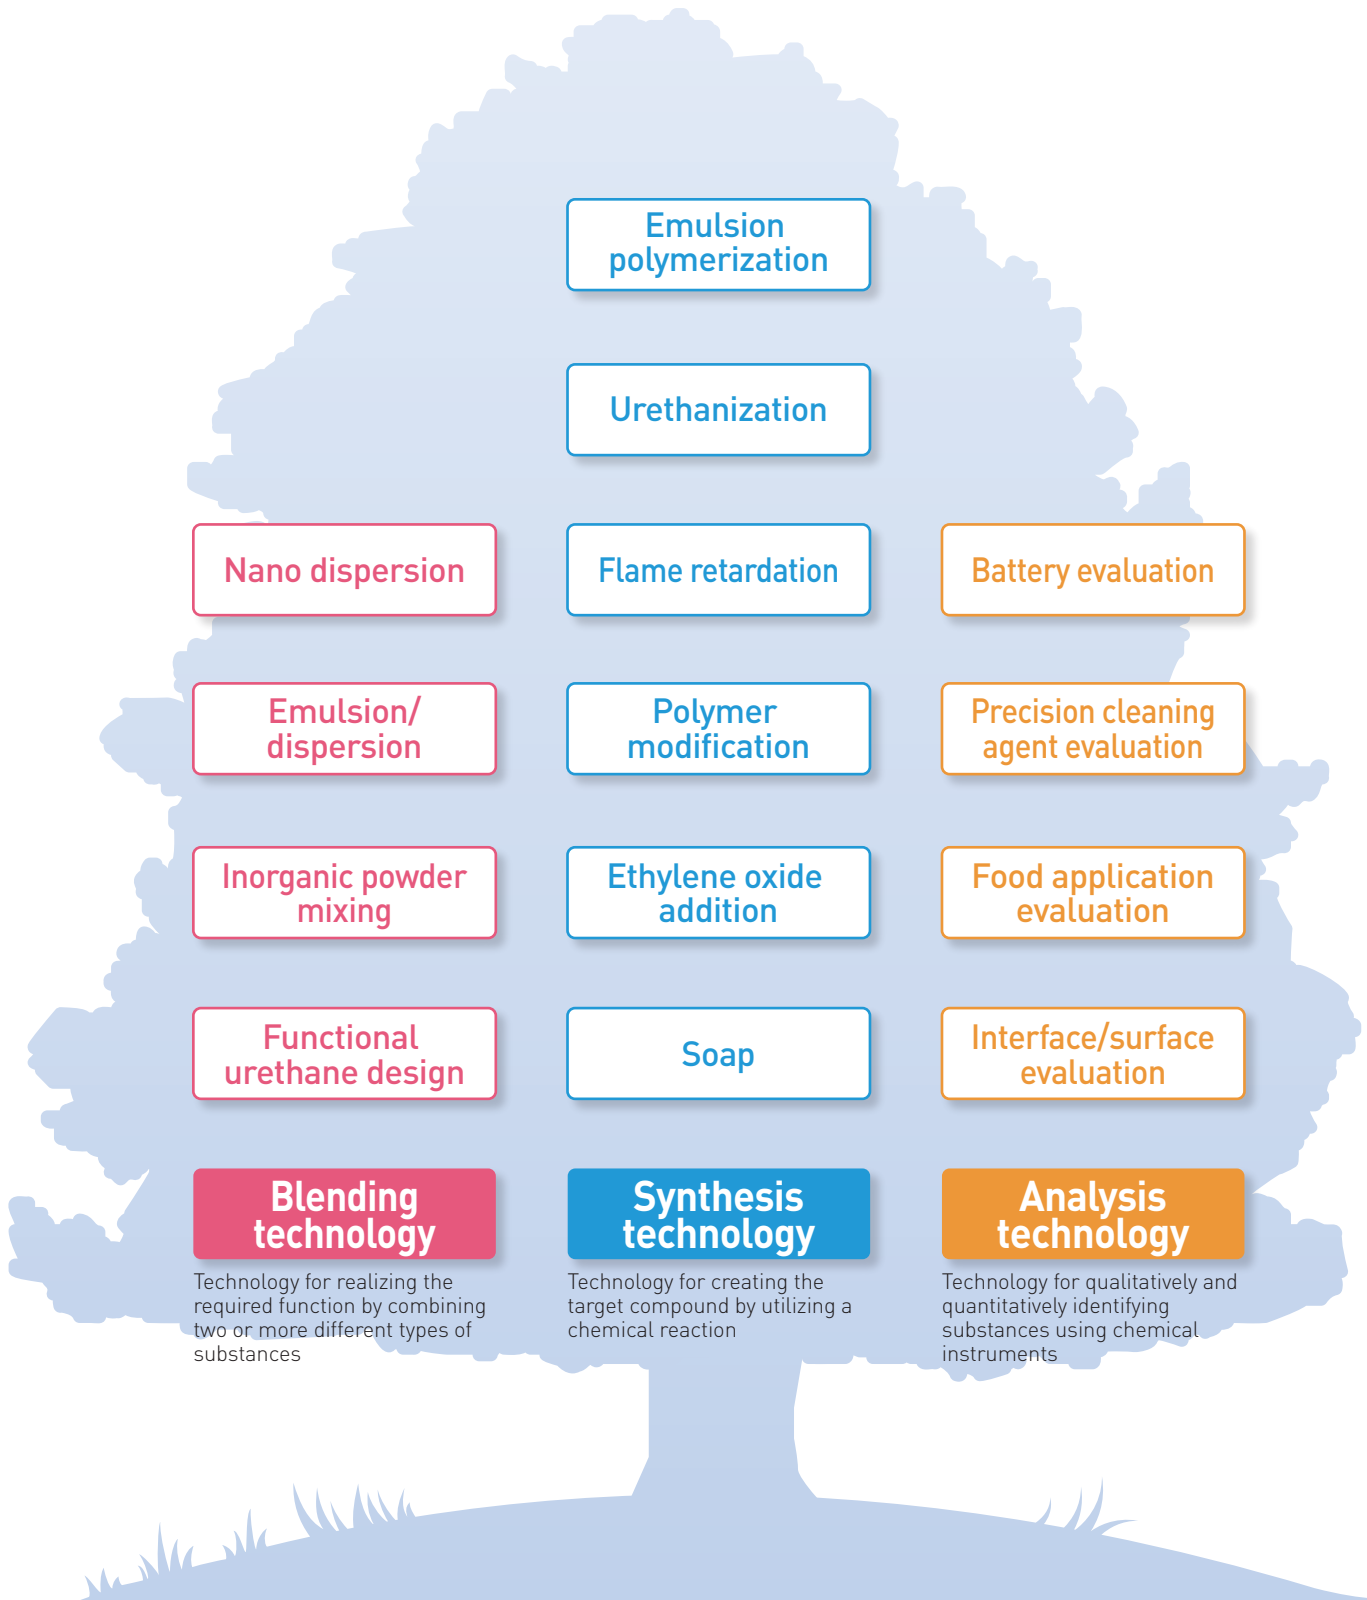 Emulsion
polymerization
Urethanization
Nano dispersion
Flame retardation
Battery evaluation
Emulsion/
dispersion
Polymer
modification
Precision cleaning
agent evaluation
Inorganic powder
mixing
Ethylene oxide
addition
Food application
evaluation
Functional
urethane design
Soap
Interface/surface
evaluation
Blending
technology
Technology for realizing the
required function by combining
two or more different types of
substances
Synthesis
technology
Technology for creating the
target compound by utilizing a
chemical reaction
Analysis
technology
Technology for qualitatively and
quantitatively identifying
substances using chemical
instruments